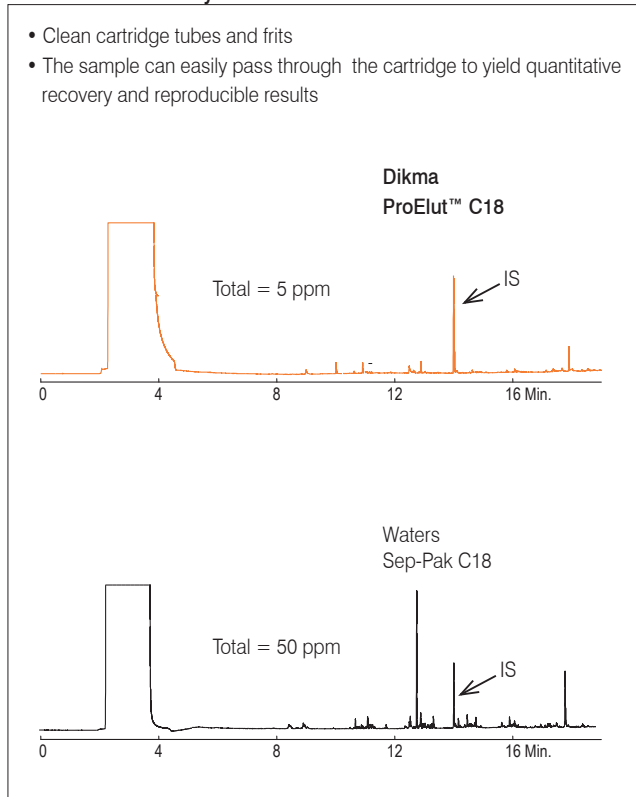 • Clean cartridge tubes and frits
• The sample can easily pass through the cartridge to yield quantitative
recovery and reproducible results
Dikma
ProElut™ C18
Total = 5 ppm
IS
0 4 8 12 16 Min.
Waters
Sep-Pak C18
Total = 50 ppm
IS
0 4 8 12 16 Min.